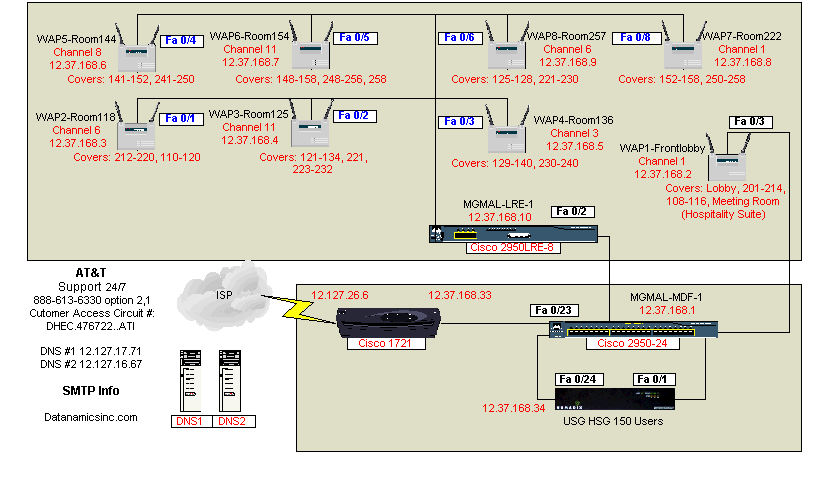 WAP5-Room144
Channel 8
12.37.168.6
Covers: 141-152, 241-250
Fa 0/4
WAP6-Room154
Channel 11
12.37.168.7
Covers: 148-158, 248-256, 258
Fa 0/5
Fa 0/6
WAP8-Room257
Channel 6
12.37.168.9
Covers: 125-128, 221-230
Fa 0/8
WAP7-Room222
Channel 1
12.37.168.8
Covers: 152-158, 250-258
WAP2-Room118
Channel 6
12.37.168.3
Covers: 212-220, 110-120
Fa 0/1
WAP3-Room125
Channel 11
12.37.168.4
Covers: 121-134, 221,
223-232
Fa 0/2
Fa 0/3
WAP4-Room136
Channel 3
12.37.168.5
Covers: 129-140, 230-240
Fa 0/3
WAP1-Frontlobby
Channel 1
12.37.168.2
Covers: Lobby, 201-214,
108-116, Meeting Room
(Hospitality Suite)
MGMAL-LRE-1
12.37.168.10
Fa 0/2
Cisco 2950LRE-8
AT&T
Support 24/7
888-613-6330 option 2,1
Cutomer Access Circuit #:
DHEC.476722..ATI
DNS #1 12.127.17.71
DNS #2 12.127.16.67
SMTP Info
Datanamicsinc.com
ISP
DNS1
DNS2
12.127.26.6
12.37.168.33
Cisco 1721
Fa 0/23
MGMAL-MDF-1
12.37.168.1
Cisco 2950-24
Fa 0/24
Fa 0/1
12.37.168.34
NOMADIX
USG HSG 150 Users